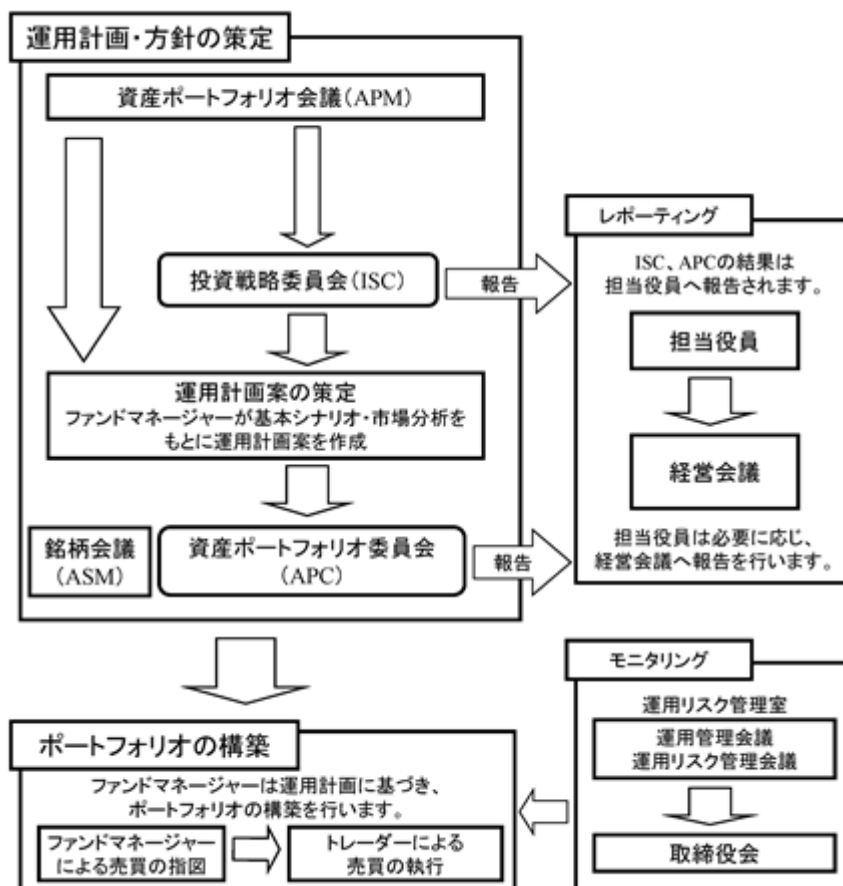 運用計画・方針の策定
資産ポートフォリオ会議(APM)
投資戦略委員会(ISC)
報告
運用計画案の策定
ファンドマネージャーが基本シナリオ・市場分析を
もとに運用計画案を作成
銘柄会議
(ASM)
資産ポートフォリオ委員会
(APC)
報告
レポーティング
ISC、APCの結果は
担当役員へ報告されます。
担当役員
経営会議
担当役員は必要に応じ、
経営会議へ報告を行います。
モニタリング
運用リスク管理室
運用管理会議
運用リスク管理会議
取締役会
ポートフォリオの構築
ファンドマネージャーは運用計画に基づき、
ポートフォリオの構築を行います。
ファンドマネージャー
による売買の指図
トレーダーによる
売買の執行